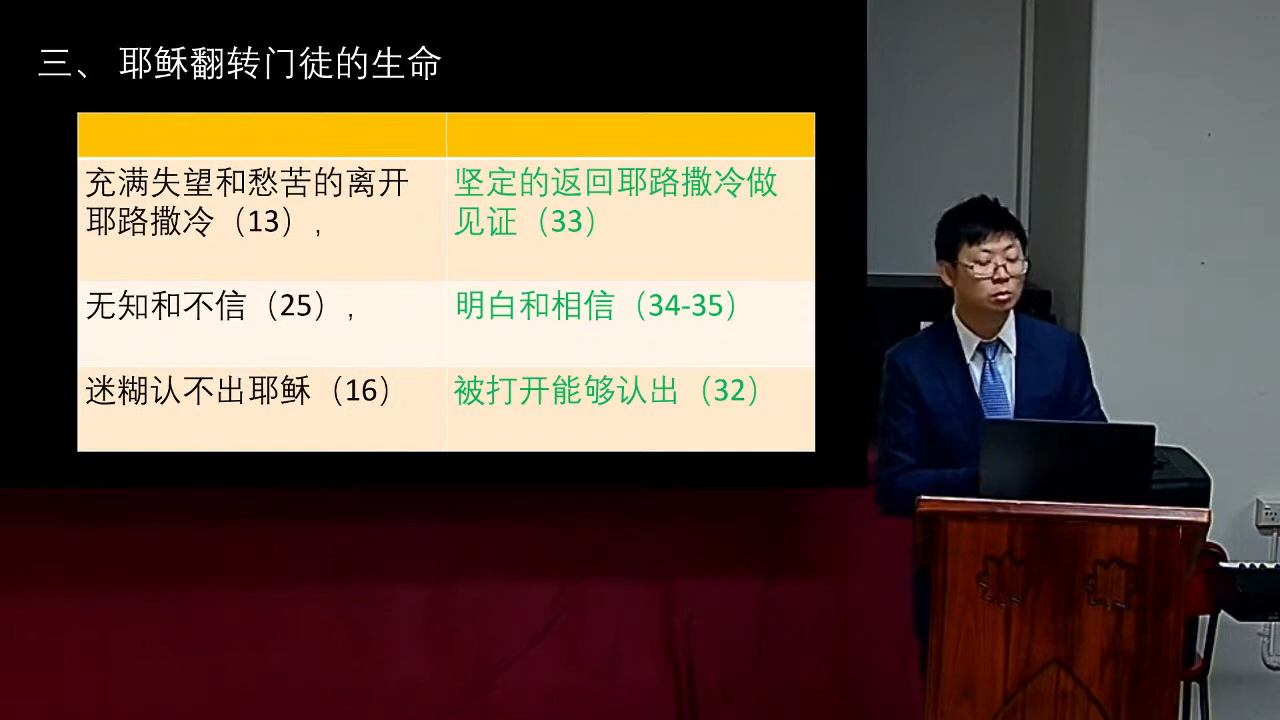 三、 耶稣翻转门徒的生命
充满失望和愁苦的离开
耶路撒冷（13）,
坚定的返回耶路撒冷做
见证（33）
无知和不信（25）,
明白和相信（34-35）
迷糊认不出耶稣（16）
被打开能够认出（32）